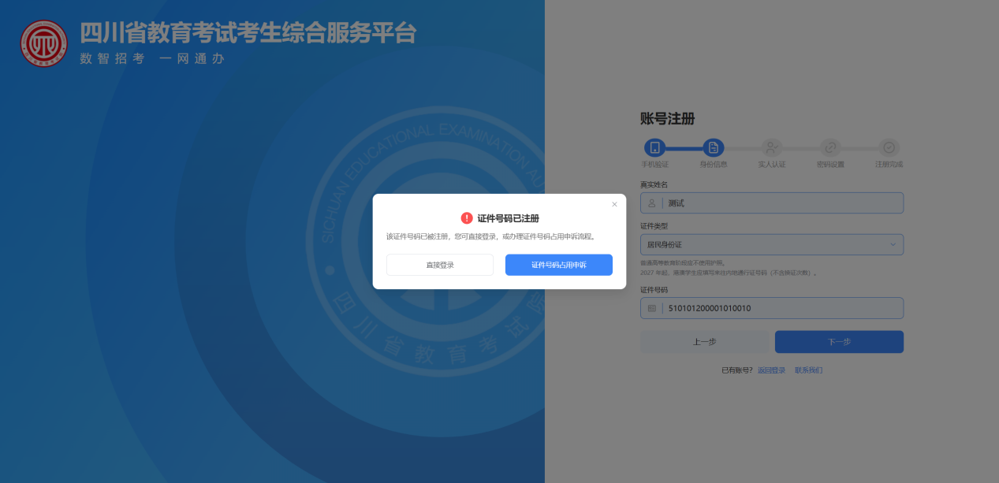 四川省教育考试考生综合服务平台
数智招考 一网通办
SICHUAN EDUCATIONAL EXAMINATION AU
四川省教育考试
账号注册
手机验证 身份信息 实人认证 密码设置 注册完成
真实姓名
测试
证件类型
居民身份证
普通高等教育阶段应不使用护照。
2027 年起，港澳学生应填写来往内地通行证号码（不含换证次数）。
证件号码
510101200001010010
上一步 下一步
已有账号? 返回登录 联系我们
证件号码已注册
该证件号码已被注册，您可直接登录，或办理证件号码占用申诉流程。
直接登录 证件号码占用申诉